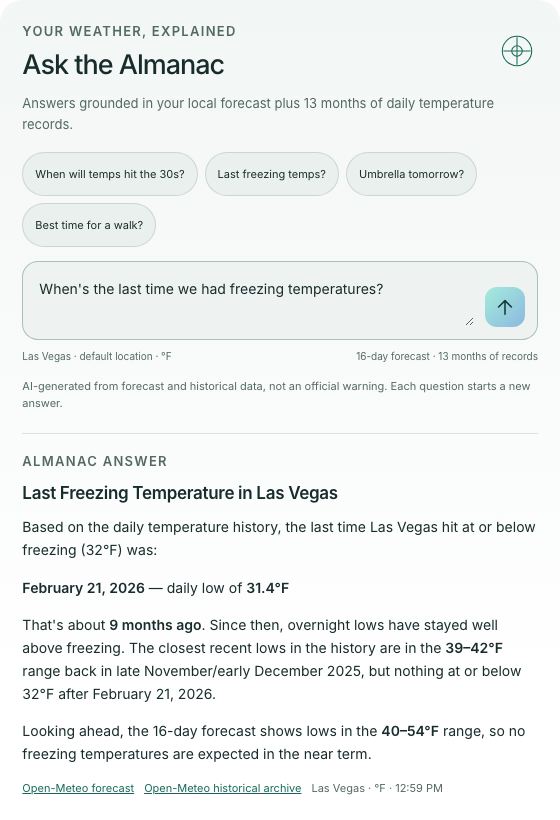 YOUR WEATHER, EXPLAINED
Ask the Almanac
Answers grounded in your local forecast plus 13 months of daily temperature
records.
When will temps hit the 30s?
Last freezing temps?
Umbrella tomorrow?
Best time for a walk?
When's the last time we had freezing temperatures?
Las Vegas · default location · °F
16-day forecast · 13 months of records
AI-generated from forecast and historical data, not an official warning. Each question starts a new
answer.
ALMANAC ANSWER
Last Freezing Temperature in Las Vegas
Based on the daily temperature history, the last time Las Vegas hit at or below
freezing (32°F) was:
February 21, 2026 — daily low of 31.4°F
That's about 9 months ago. Since then, overnight lows have stayed well
above freezing. The closest recent lows in the history are in the 39–42°F
range back in late November/early December 2025, but nothing at or below
32°F after February 21, 2026.
Looking ahead, the 16-day forecast shows lows in the 40–54°F range, so no
freezing temperatures are expected in the near term.
Open-Meteo forecast Open-Meteo historical archive Las Vegas · °F · 12:59 PM